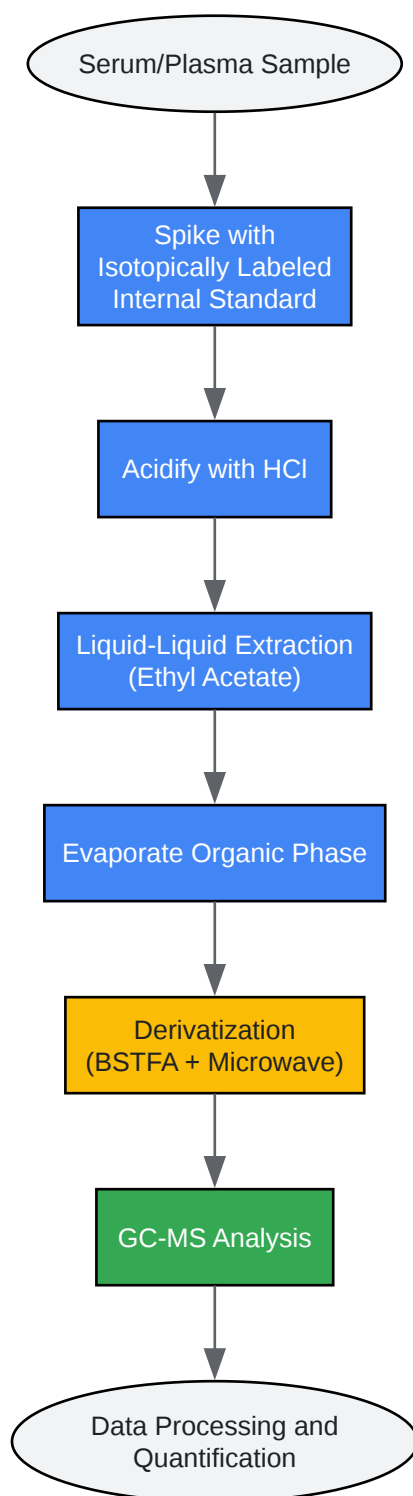 Serum/Plasma Sample
Spike with
Isotopically Labeled
Internal Standard
Acidify with HCl
Liquid-Liquid Extraction
(Ethyl Acetate)
Evaporate Organic Phase
Derivatization
(BSTFA + Microwave)
GC-MS Analysis
Data Processing and
Quantification